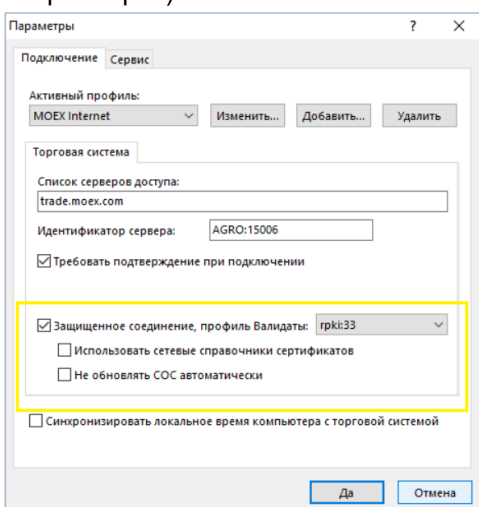 Параметры ? ×
Подключение Сервис
Активный профиль:
MOEX Internet Изменить... Добавить... Удалить
Торговая система
Список серверов доступа:
trade.moex.com
Идентификатор сервера: AGRO:15006
Требовать подтверждение при подключении
Защищенное соединение, профиль Валидаты: rpki:33
Использовать сетевые справочники сертификатов
Не обновлять СОС автоматически
Синхронизировать локальное время компьютера с торговой системой
Да Отмена